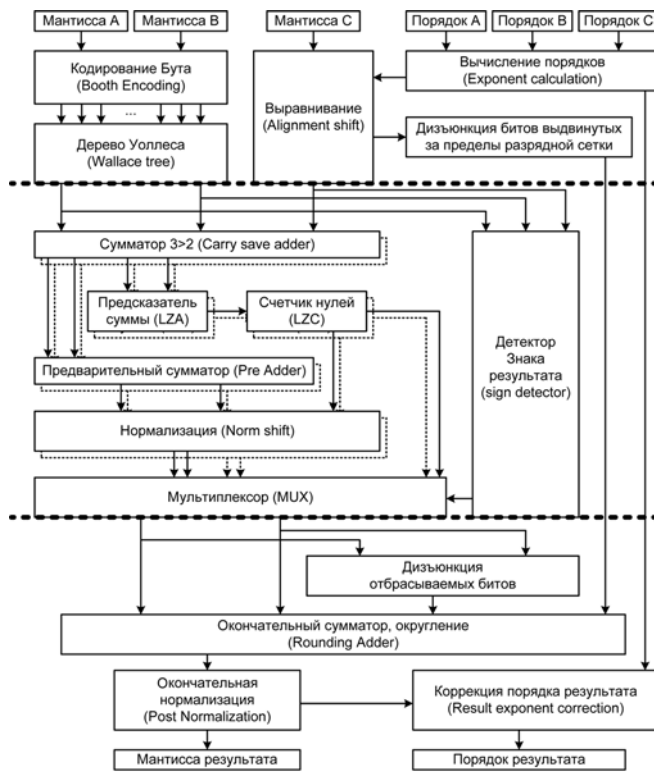 Мантисса A
Мантисса B
Мантисса C
Порядок A
Порядок B
Порядок C
Кодирование Бута
(Booth Encoding)
...
Дерево Уоллеса
(Wallace tree)
Выравнивание
(Alignment shift)
Вычисление порядков
(Exponent calculation)
Дизъюнкция битов выдвинутых
за пределы разрядной сетки
Сумматор 3>2 (Carry save adder)
Предсказатель
суммы (LZA)
Счетчик нулей
(LZC)
Детектор
Знака
результата
(sign detector)
Предварительный сумматор (Pre Adder)
Нормализация (Norm shift)
Мультиплексор (MUX)
Дизъюнкция
отбрасываемых битов
Окончательный сумматор, округление
(Rounding Adder)
Окончательная
нормализация
(Post Normalization)
Коррекция порядка результата
(Result exponent correction)
Мантисса результата
Порядок результата